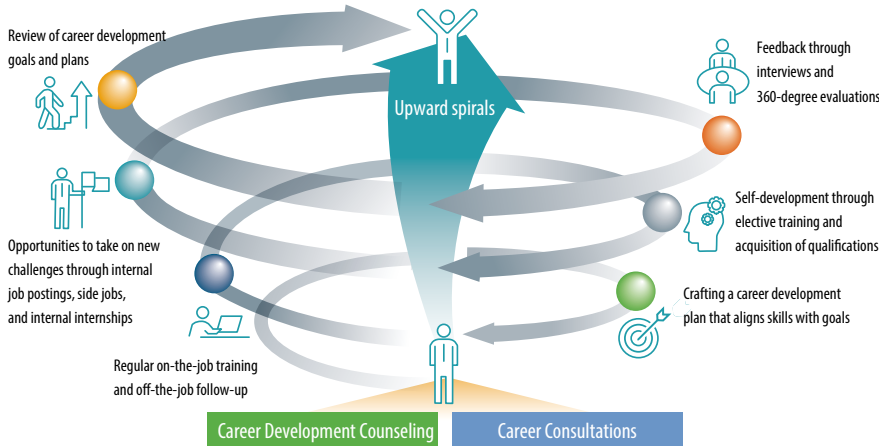 Review of career development
goals and plans
Feedback through
interviews and
360-degree evaluations
Upward spirals
Self-development through
elective training and
acquisition of qualifications
Opportunities to take on new
challenges through internal
job postings, side jobs,
and internal internships
Crafting a career development
plan that aligns skills with goals
Regular on-the-job training
and off-the-job follow-up
Career Development Counseling
Career Consultations